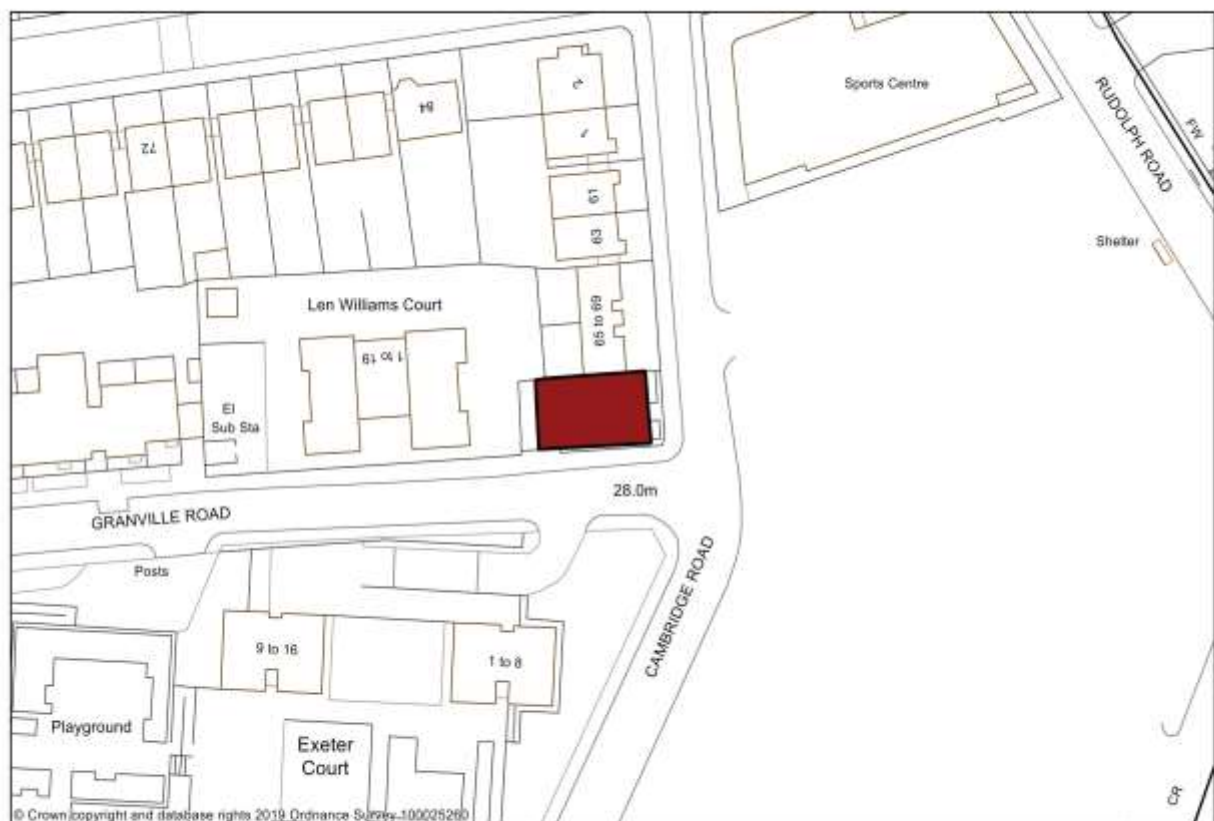 Sports Centre
RUDOLPH ROAD
FW
Shelter
84
72
2
1
61
63
65 to 69
Len Williams Court
1 to 19
El
Sub Sta
28.0m
GRANVILLE ROAD
Posts
CAMBRIDGE ROAD
9 to 16
1 to 8
Playground
Exeter
Court
CR
© Crown copyright and database rights 2019 Ordnance Survey 100025260